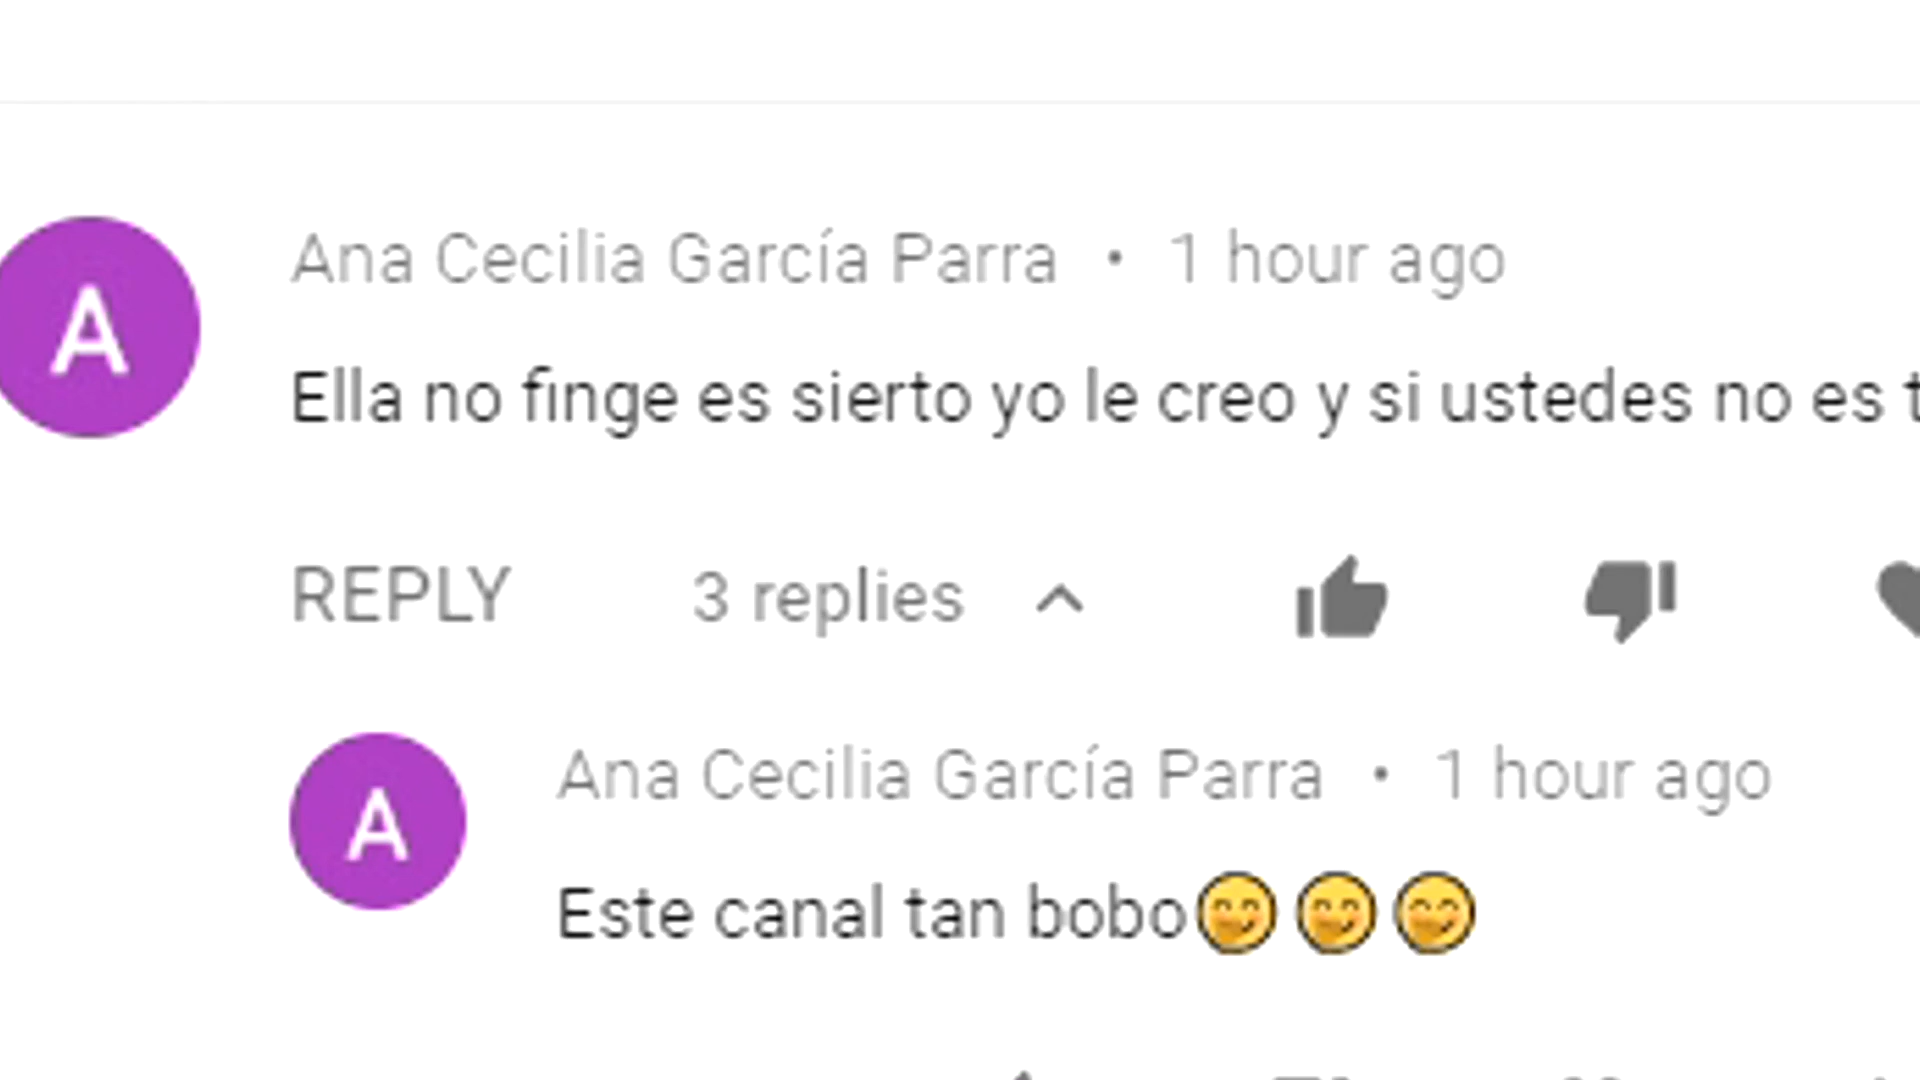 A
Ana Cecilia García Parra • 1 hour ago
Ella no finge es sierto yo le creo y si ustedes no es
REPLY 3 replies
A
Ana Cecilia García Parra • 1 hour ago
Este canal tan bobo😄😄😄